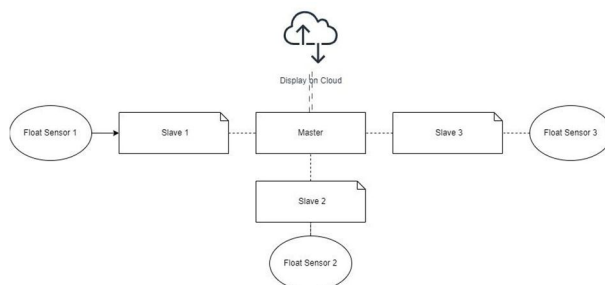 Display on Cloud
Float Sensor 1
Slave 1
Master
Slave 3
Float Sensor 3
Slave 2
Float Sensor 2